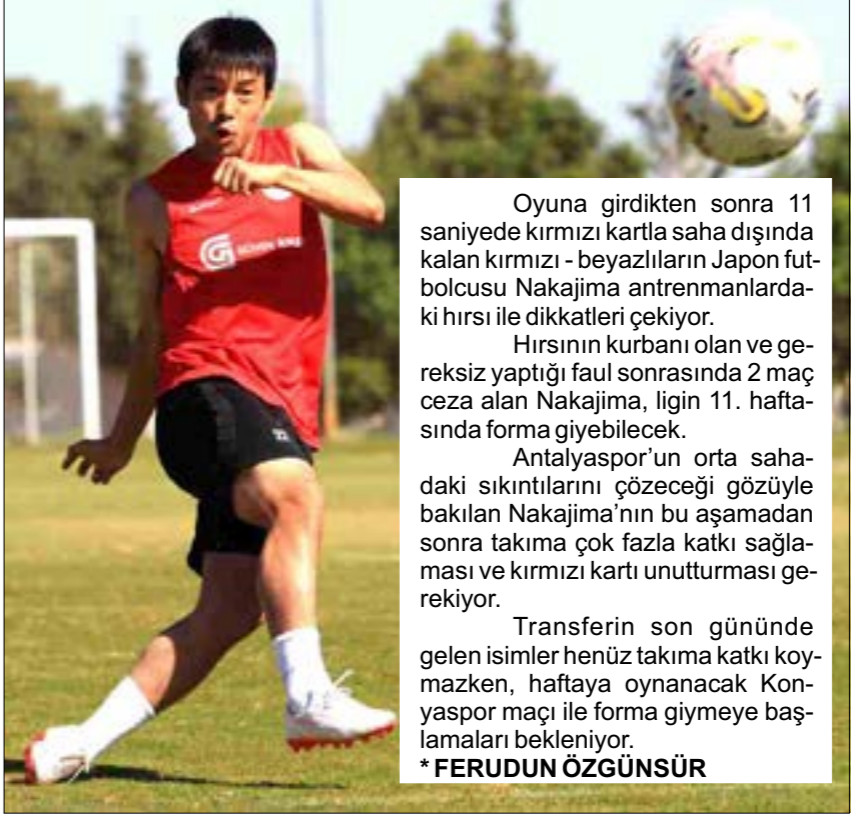 Oyuna girdikten sonra 11
saniyede kırmızı kartla saha dışında
kalan kırmızı - beyazlıların Japon fut-
bolcusu Nakajima antrenmanlarda-
ki hırsı ile dikkatleri çekiyor.
Hırsının kurbanı olan ve ge-
reksiz yaptığı faul sonrasında 2 maç
ceza alan Nakajima, ligin 11. hafta-
sında forma giyebilecek.
Antalyaspor’un orta saha-
daki sıkıntılarını çözeceği gözüyle
bakılan Nakajima’nın bu aşamadan
sonra takıma çok fazla katkı sağla-
ması ve kırmızı kartı unutturması ge-
rekiyor.
Transferin son gününde
gelen isimler henüz takıma katkı koy-
mazken, haftaya oynanacak Kon-
yaspor maçı ile forma giymeye baş-
lamaları bekleniyor.
* FERUDUN ÖZGÜNSÜR